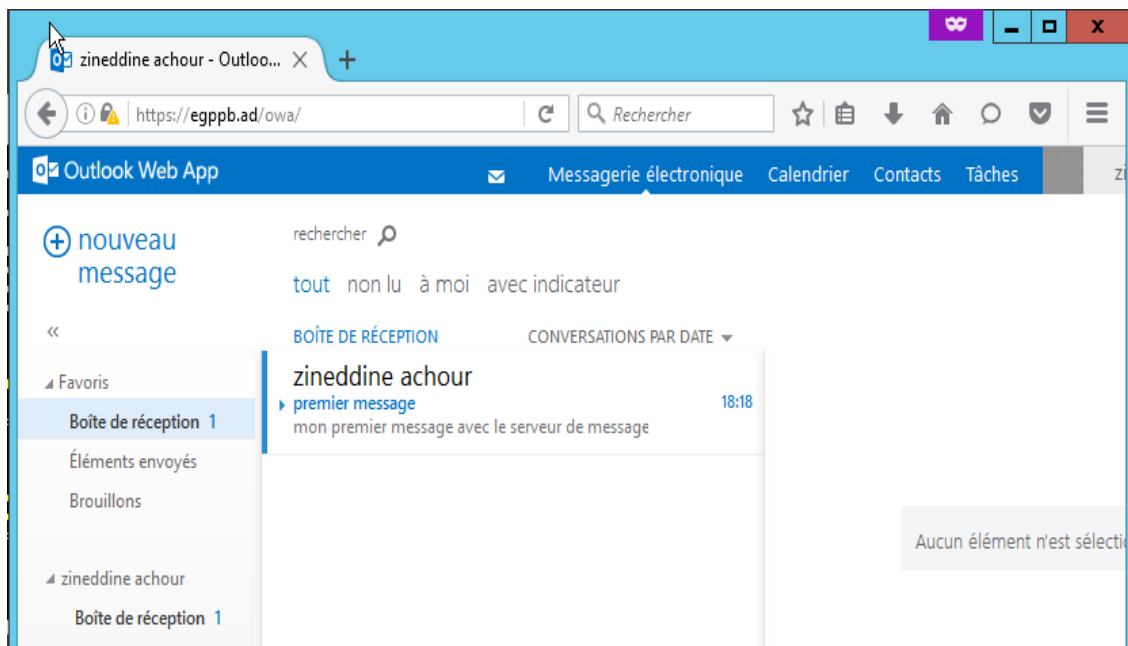 zineddine achour - Outloo...
https://egppb.ad/owa/
Rechercher
Outlook Web App
Messagerie électronique Calendrier Contacts Tâches zi
nouveau
message
rechercher
tout non lu à moi avec indicateur
BOÎTE DE RÉCEPTION CONVERSATIONS PAR DATE
Favoris
Boîte de réception 1
Éléments envoyés
Brouillons
zineddine achour
Boîte de réception 1
zineddine achour
premier message 18:18
mon premier message avec le serveur de message
Aucun élément n'est sélecti